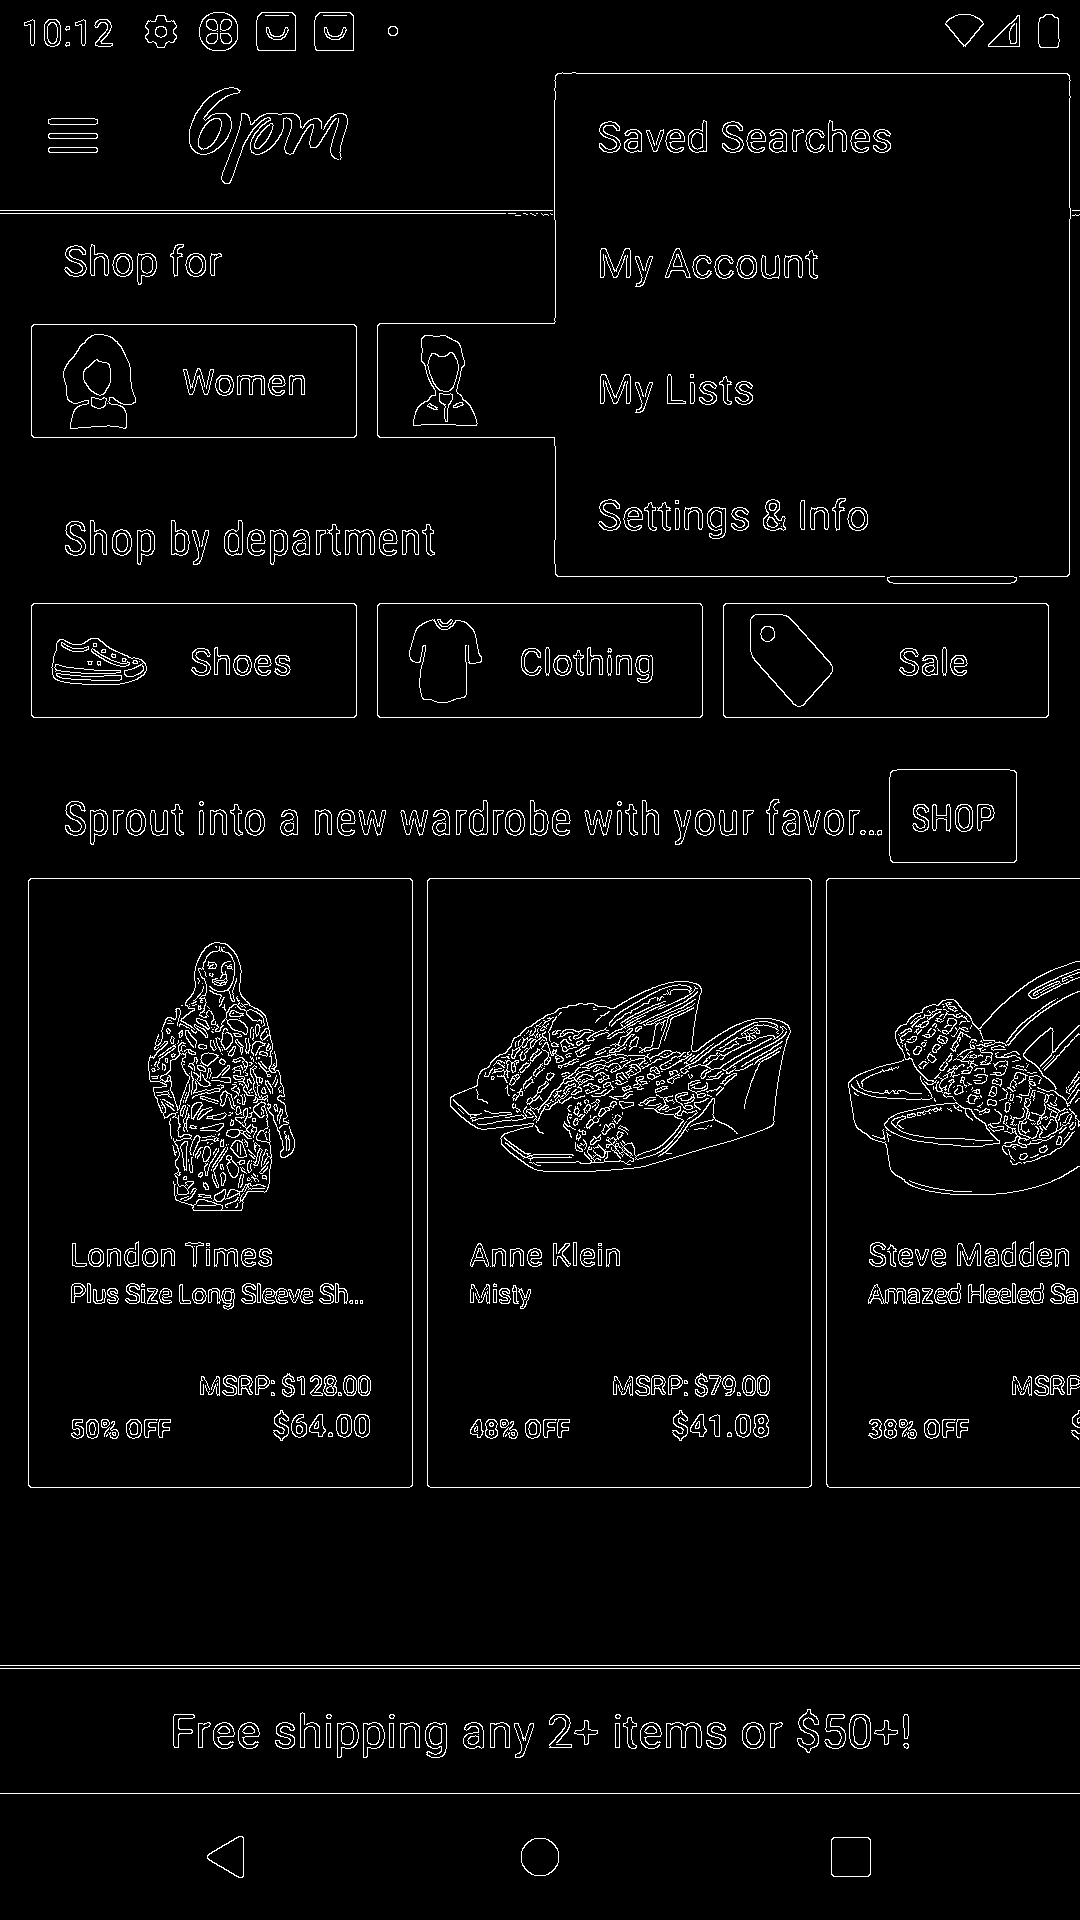 10:12
6pm
Saved Searches
My Account
My Lists
Settings & Info
Shop for
Women
Shop by department
Shoes
Clothing
Sale
Sprout into a new wardrobe with your favor...
SHOP
London Times
Plus Size Long Sleeve Sh...
MSRP: $128.00
50% OFF
$64.00
Anne Klein
Misty
MSRP: $79.00
48% OFF
$41.08
Steve Madden
Amazed Heeled Sa
MSRP
38% OFF
$
Free shipping any 2+ items or $50+!